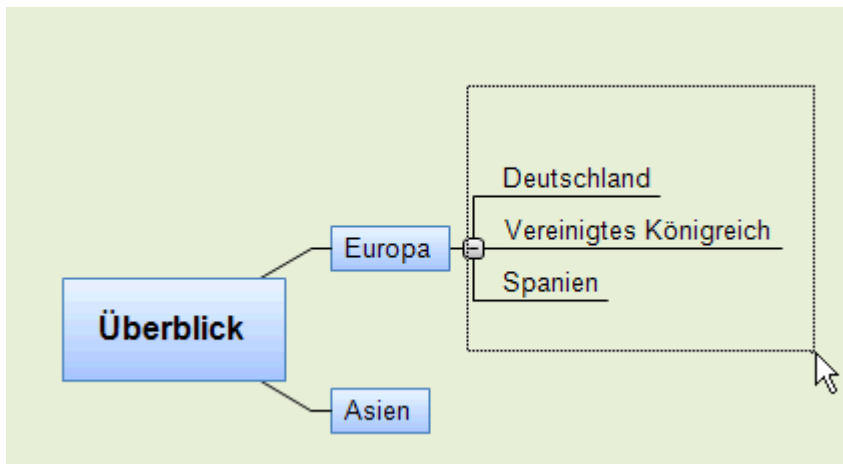 Deutschland
Vereinigtes Königreich
Europa
Spanien
Überblick
Asien